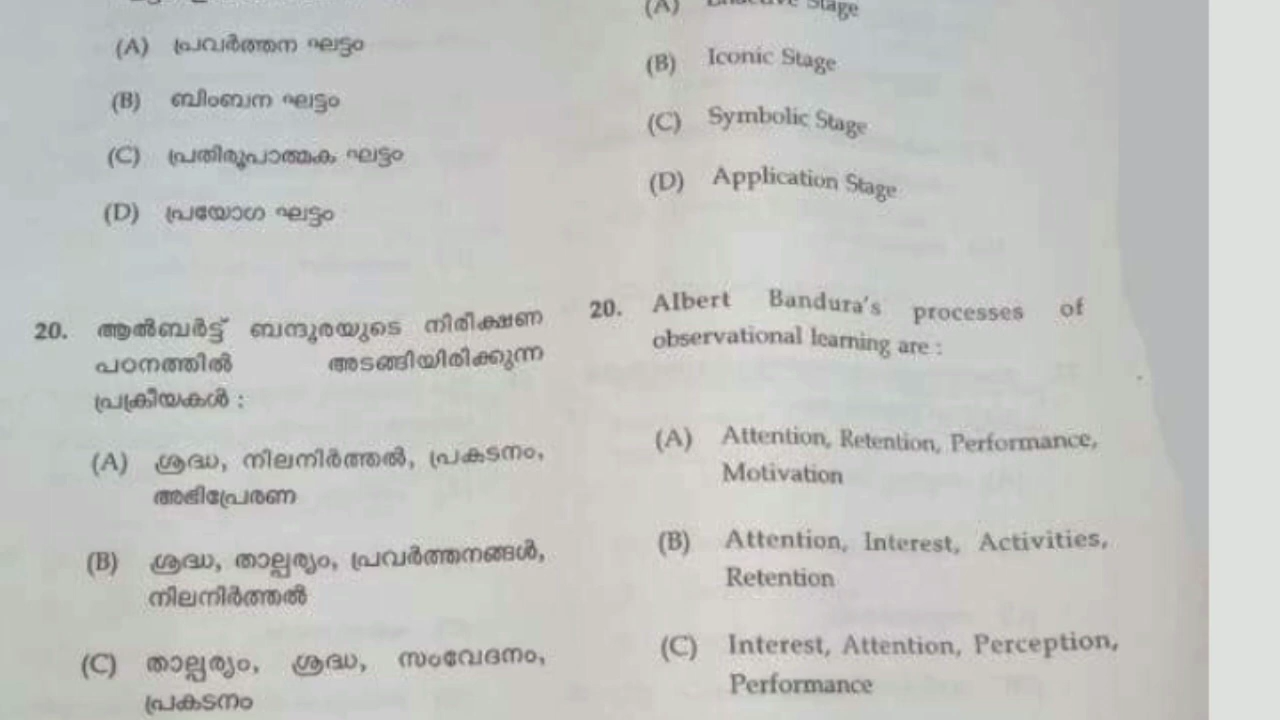 (A) പ്രവർത്തന ഘട്ടം
(B) ബിംബന ഘട്ടം
(C) പ്രതിരൂപാത്മക ഘട്ടം
(D) പ്രയോഗ ഘട്ടം
20. ആൽബർട്ട് ബന്ദൂരയുടെ നിരീക്ഷണ
പഠനത്തിൽ അടങ്ങിയിരിക്കുന്ന
പ്രക്രിയകൾ :
(A) ശ്രദ്ധ, നിലനിർത്തൽ, പ്രകടനം,
അഭിപ്രേരണ
(B) ശ്രദ്ധ, താല്പര്യം, പ്രവർത്തനങ്ങൾ,
നിലനിർത്തൽ
(C) താല്പര്യം, ശ്രദ്ധ, സംവേദനം,
പ്രകടനം
(A) Stage
(B) Iconic Stage
(C) Symbolic Stage
(D) Application Stage
20. Albert Bandura's processes of
observational learning are :
(A) Attention, Retention, Performance,
Motivation
(B) Attention, Interest, Activities,
Retention
(C) Interest, Attention, Perception,
Performance